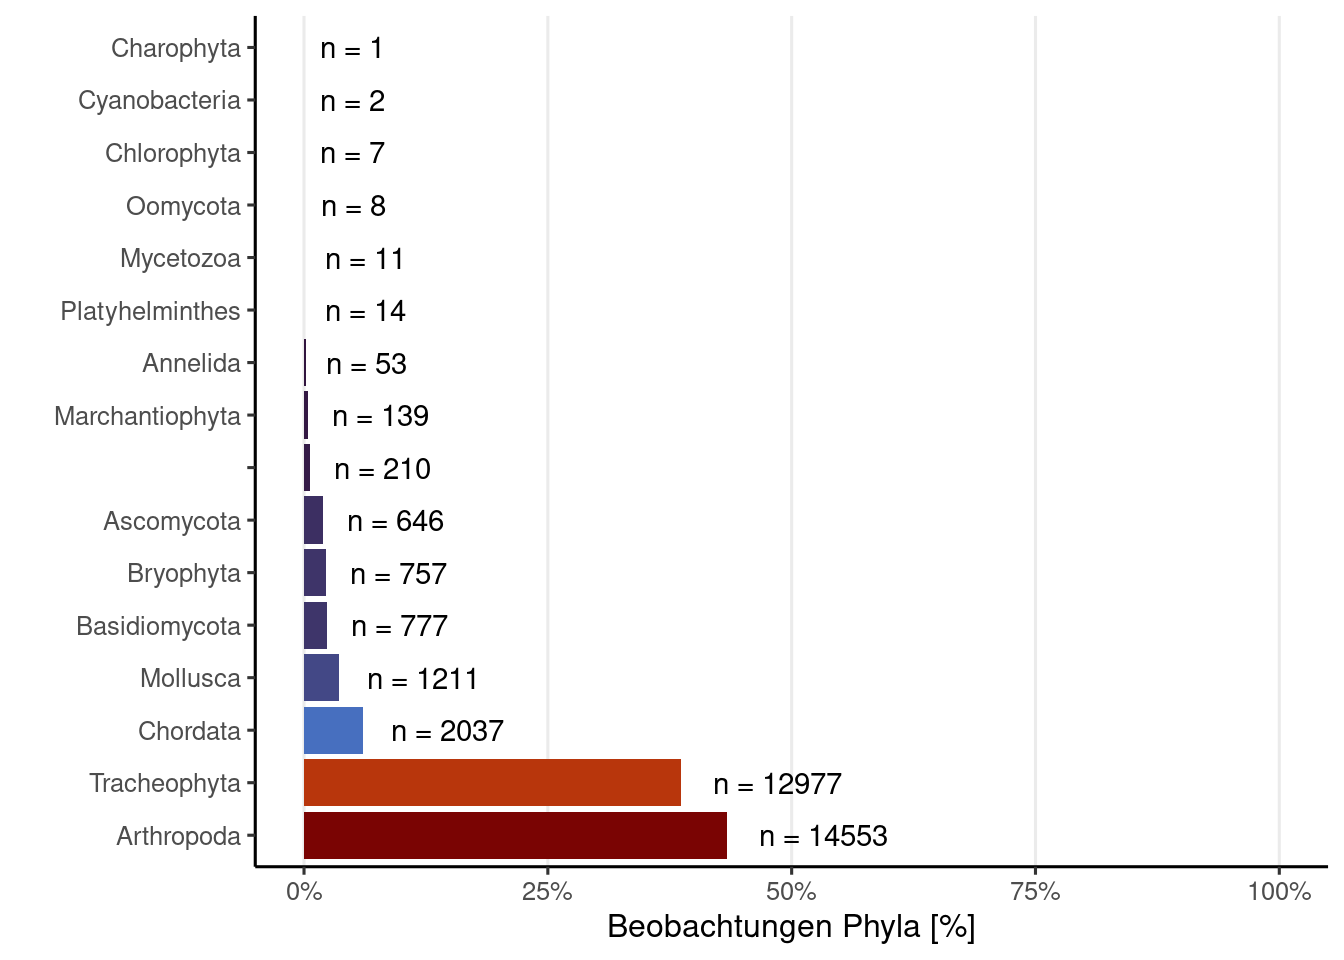 Charophyta n = 1
Cyanobacteria n = 2
Chlorophyta n = 7
Oomycota n = 8
Mycetozoa n = 11
Platyhelminthes n = 14
Annelida n = 53
Marchantiophyta n = 139
n = 210
Ascomycota n = 646
Bryophyta n = 757
Basidiomycota n = 777
Mollusca n = 1211
Chordata n = 2037
Tracheophyta n = 12977
Arthropoda n = 14553
0% 25% 50% 75% 100%
Beobachtungen Phyla [%]